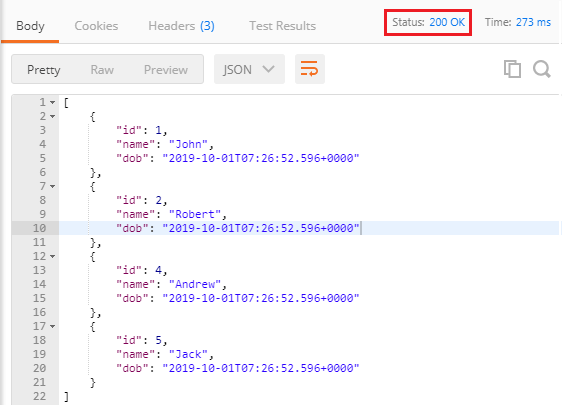 Body Cookies Headers (3) Test Results Status: 200 OK Time: 273 ms
Pretty Raw Preview JSON
1 [
2 {
3 "id": 1,
4 "name": "John",
5 "dob": "2019-10-01T07:26:52.596+0000"
6 },
7 {
8 "id": 2,
9 "name": "Robert",
10 "dob": "2019-10-01T07:26:52.596+0000"
11 },
12 {
13 "id": 4,
14 "name": "Andrew",
15 "dob": "2019-10-01T07:26:52.596+0000"
16 },
17 {
18 "id": 5,
19 "name": "Jack",
20 "dob": "2019-10-01T07:26:52.596+0000"
21 }
22 ]